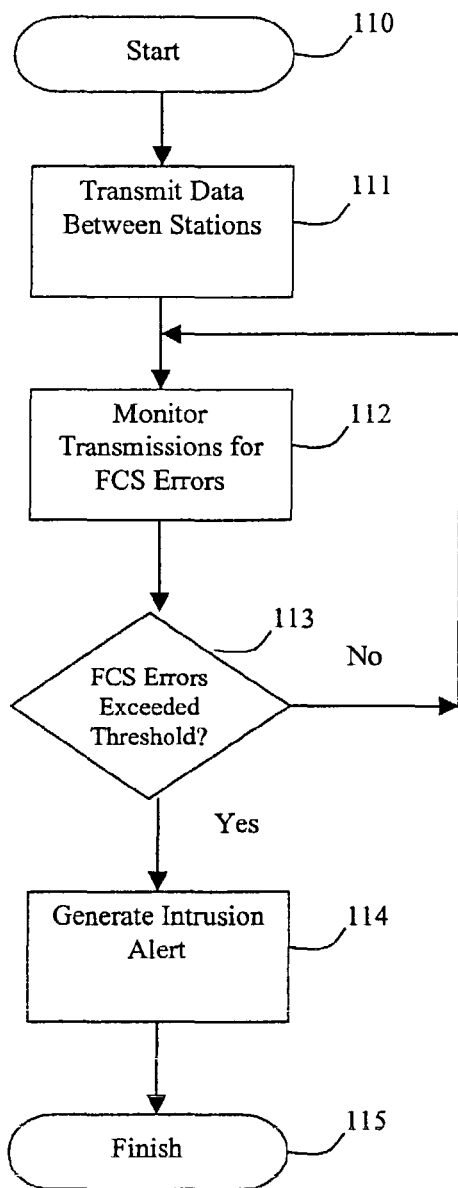 110
Start
111
Transmit Data
Between Stations
Monitor
Transmissions for
FCS Errors
112
113
FCS Errors
Exceeded
Threshold?
No
Yes
Generate Intrusion
Alert
114
115
Finish